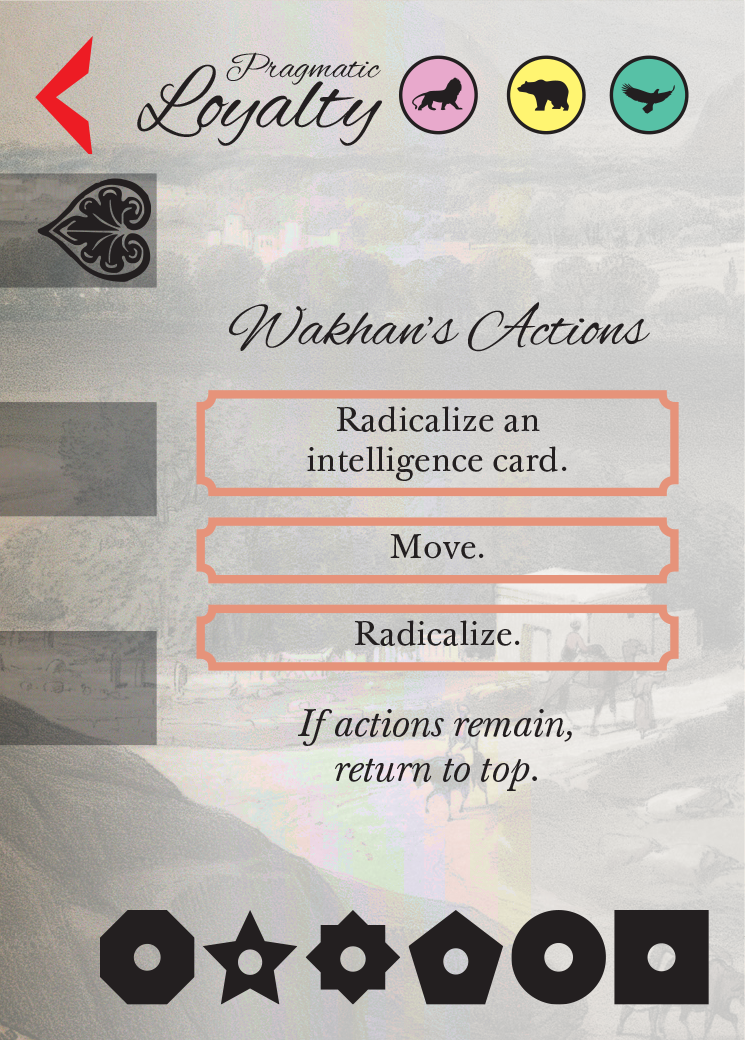 Pragmatic
Loyalty
Wakhan's Actions
Radicalize an
intelligence card.
Move.
Radicalize.
If actions remain,
return to top.